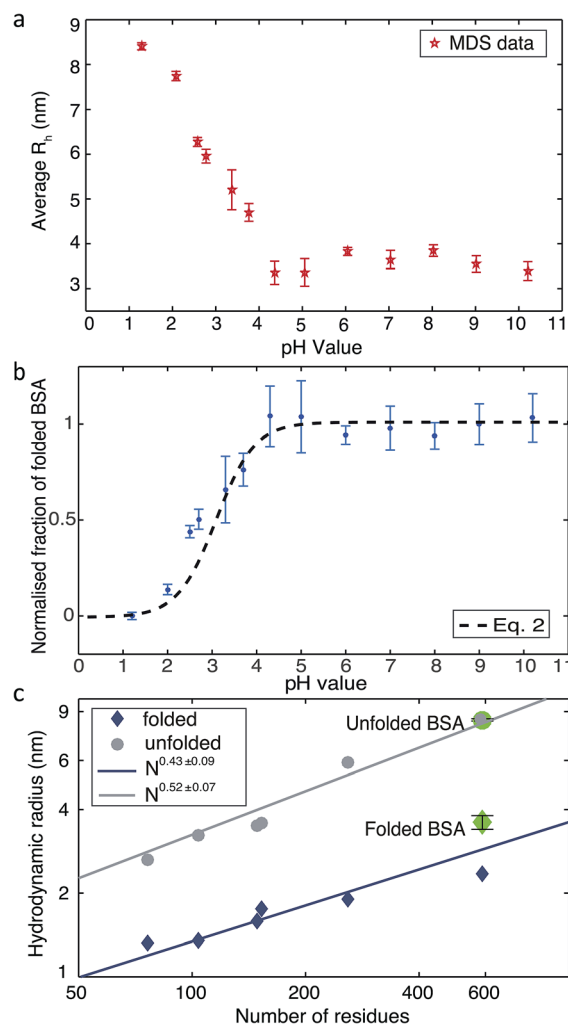 a
MDS data
Average R_h (nm)
9
8
7
6
5
4
3
0 1 2 3 4 5 6 7 8 9 10 11
pH Value
b
Normalised fraction of folded BSA
1
0.5
0
Eq. 2
0 1 2 3 4 5 6 7 8 9 10 11
pH value
c
folded
unfolded
N^0.43±0.09
N^0.52±0.07
Unfolded BSA
Folded BSA
Hydrodynamic radius (nm)
9
6
4
2
1
50 100 200 400 600
Number of residues